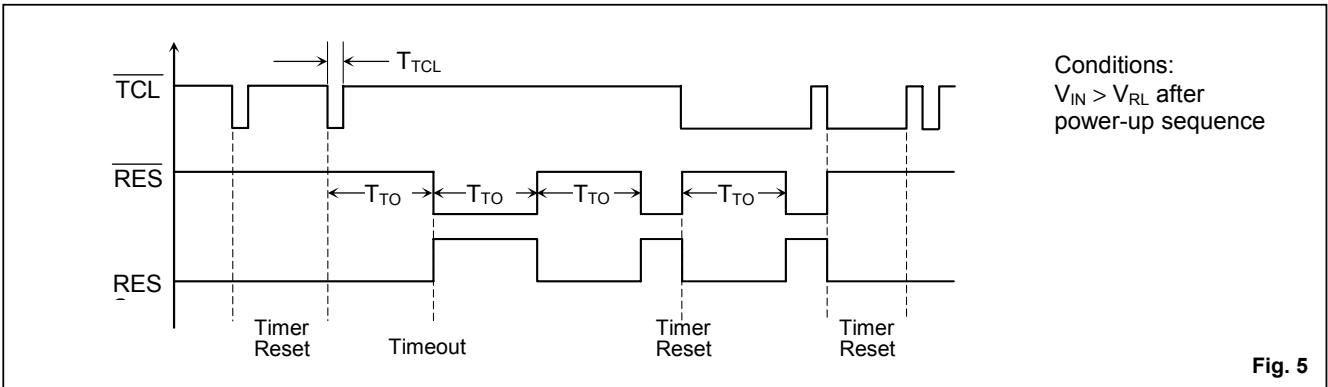 T_TCL
TCL
Conditions:
V_IN > V_RL after
power-up sequence
RES
T_TO T_TO T_TO T_TO
RES
Timer
Reset
Timeout
Timer
Reset
Timer
Reset
Fig. 5